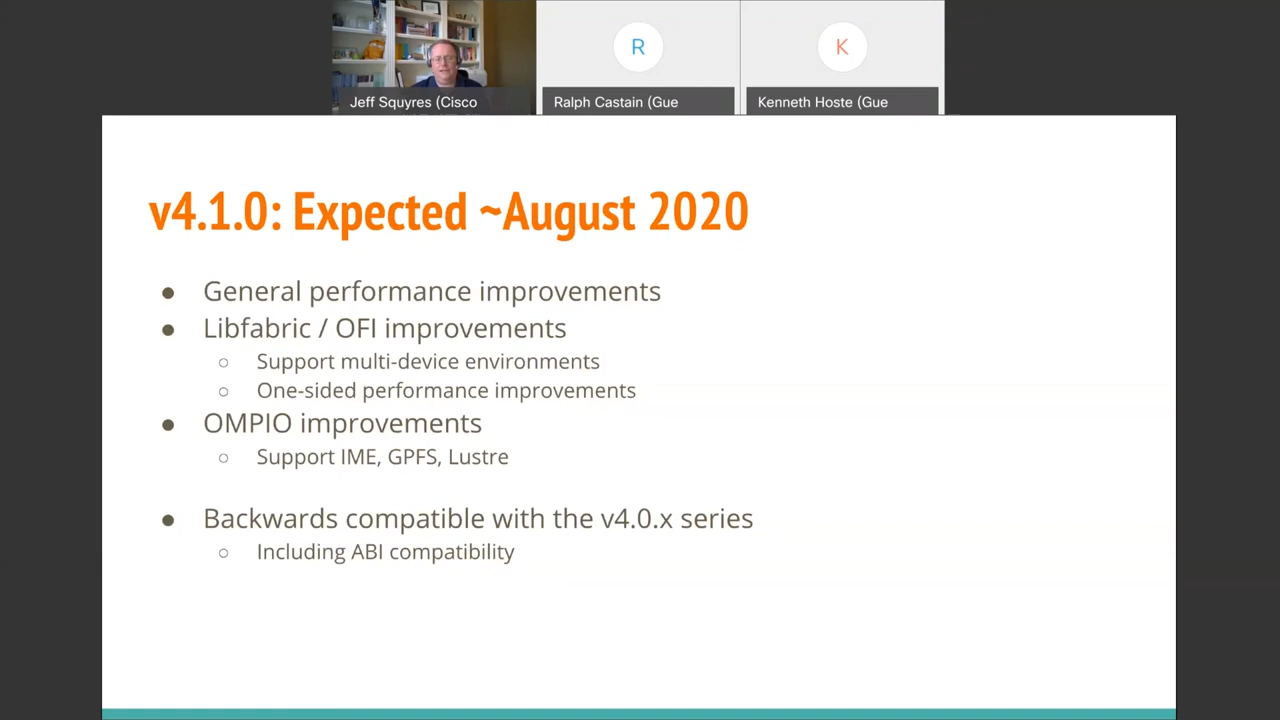 Jeff Squyres (Cisco
R
Ralph Castain (Gue
K
Kenneth Hoste (Gue
v4.1.0: Expected ~August 2020
● General performance improvements
● Libfabric / OFI improvements
○ Support multi-device environments
○ One-sided performance improvements
● OMPIO improvements
○ Support IME, GPFS, Lustre
● Backwards compatible with the v4.0.x series
○ Including ABI compatibility